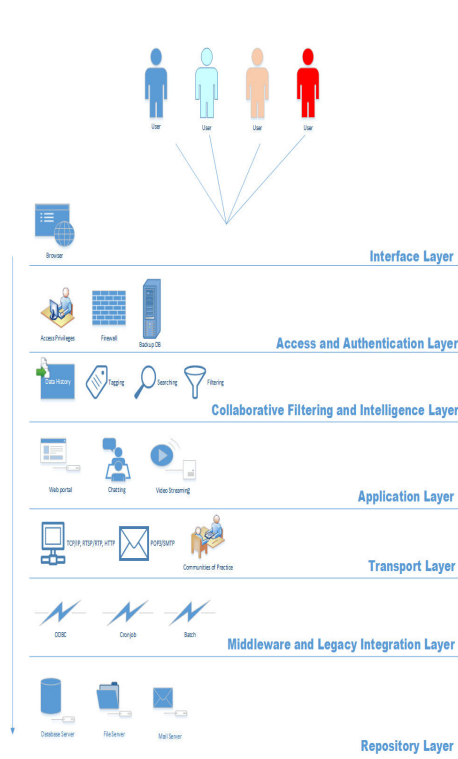 User
User
User
User
Browser
Interface Layer
Access Privileges
Firewall
Backup DB
Access and Authentication Layer
Data History
Tagging
Searching
Filtering
Collaborative Filtering and Intelligence Layer
Web portal
Chatting
Video Streaming
Application Layer
TCP/IP, RTSP/RTP, HTTP
POP3/SMTP
Communities of Practice
Transport Layer
ODBC
Cronjob
Batch
Middleware and Legacy Integration Layer
Database Server
File Server
Mail Server
Repository Layer